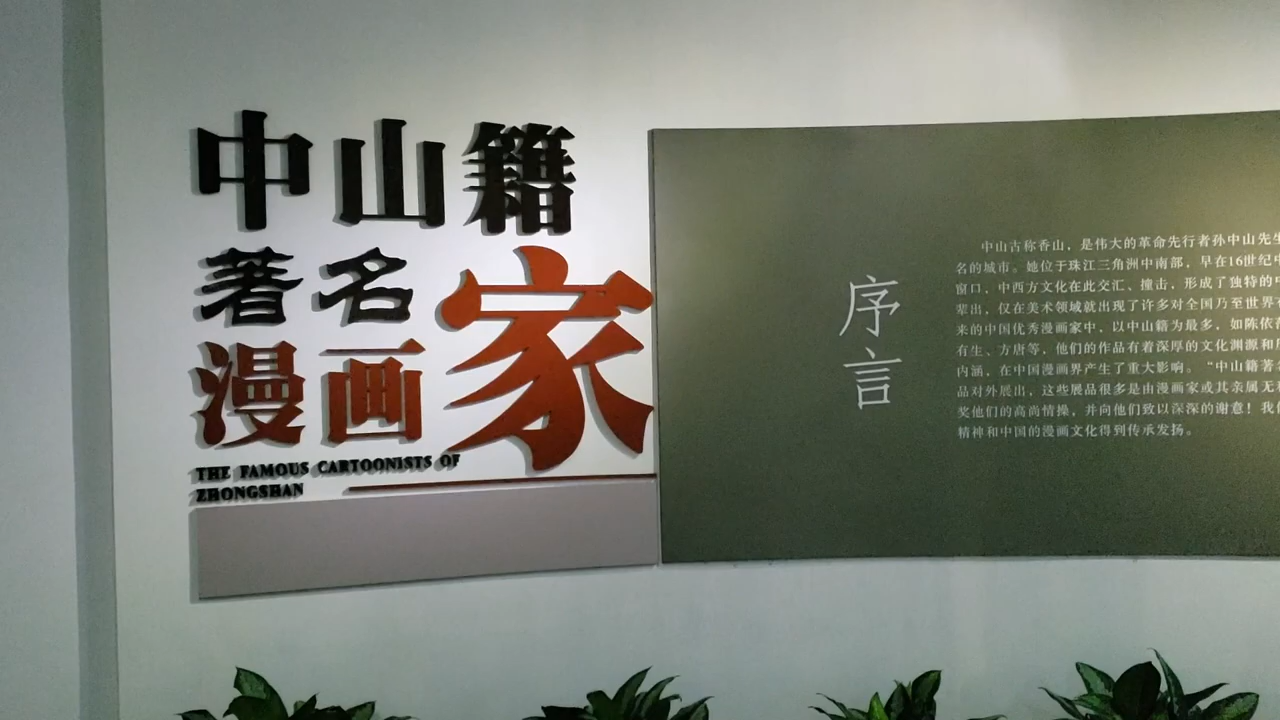 中山籍
著名
漫画家
THE FAMOUS CARTOONISTS OF
ZHONGSHAN
序言
中山古称香山，是伟大的革命先行者孙中山先生
名的城市。她位于珠江三角洲中南部，早在16世纪中
窗口，中西方文化在此交汇、撞击，形成了独特的
辈出，仅在美术领域就出现了许多对全国乃至世界
来的中国优秀漫画家中，以中山籍为最多，如陈依
有生、方唐等，他们的作品有着深厚的文化渊源和
内涵，在中国漫画界产生了重大影响。“中山籍著
品对外展出，这些展品很多是由漫画家或其亲属无
奖他们的高尚情操，并向他们致以深深的谢意！我们
精神和中国的漫画文化得到传承发扬。